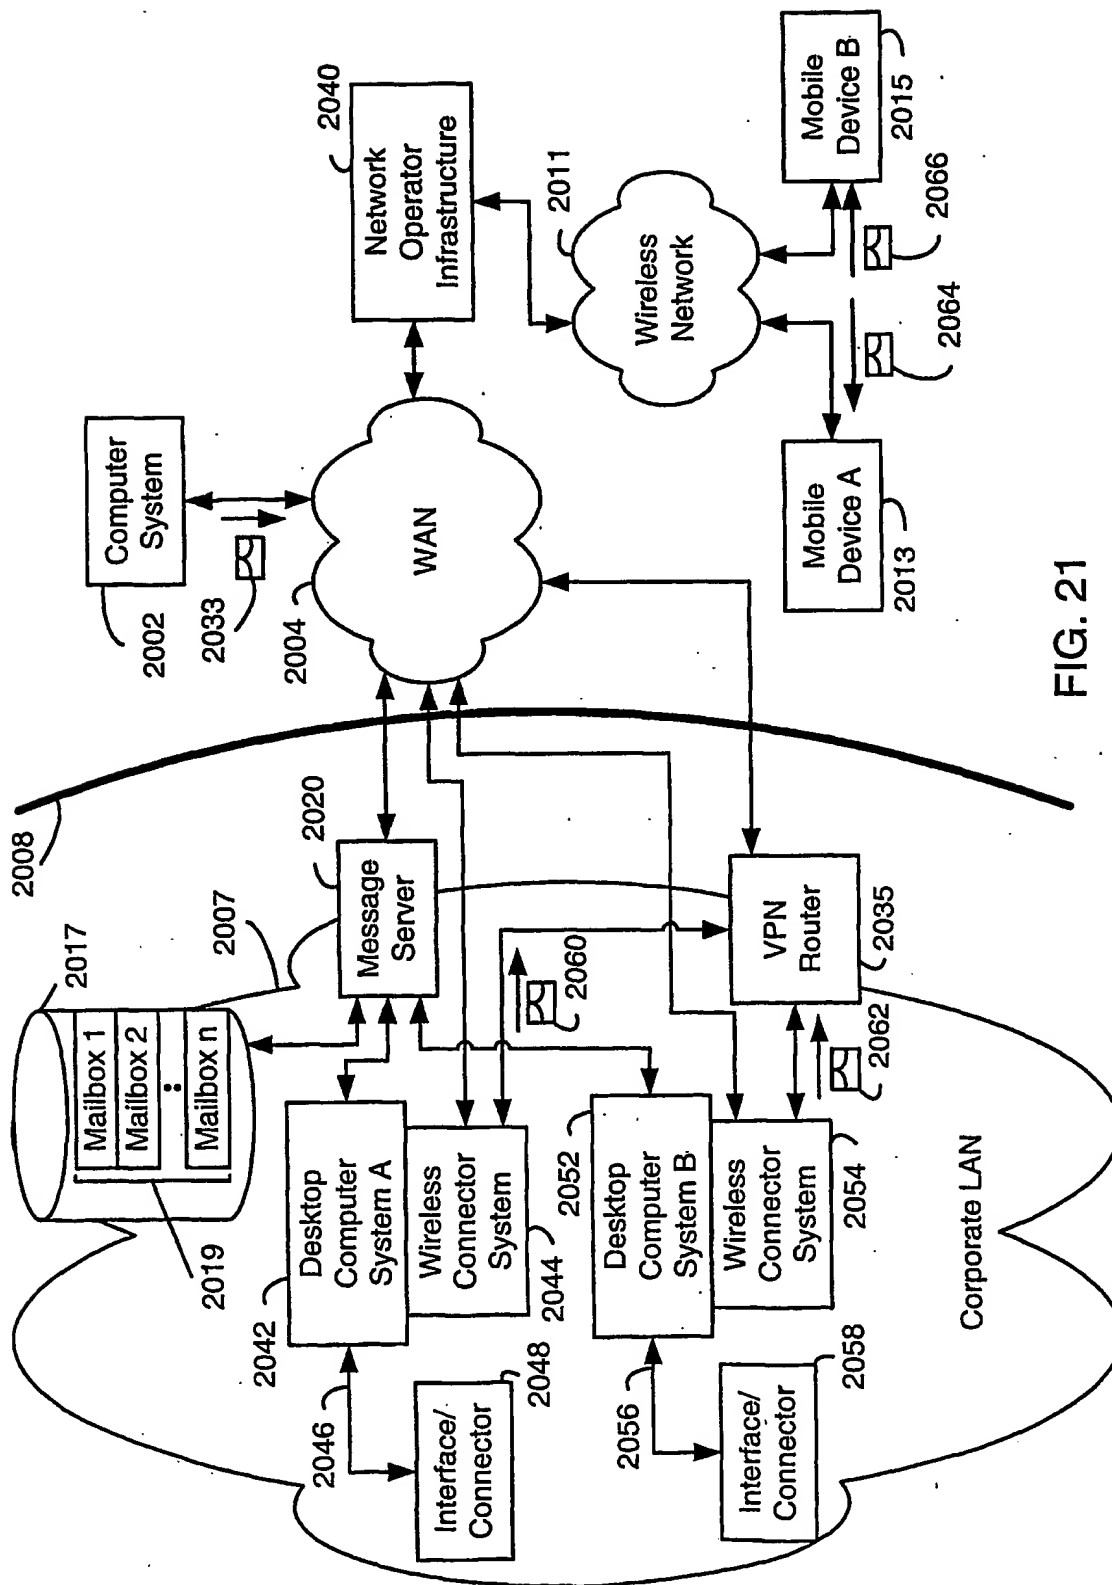 2008
2017
2007
Mailbox 1
Mailbox 2
Mailbox n
2019
2020
Message
Server
2042
Desktop
Computer
System A
Wireless
Connector
System
2044
2046
Interface/
Connector
2048
2060
2052
Desktop
Computer
System B
Wireless
Connector
System
2054
2056
Interface/
Connector
2058
2062
VPN
Router
2035
Corporate LAN
Computer
System
2002
2033
2004
WAN
2040
Network
Operator
Infrastructure
2011
Wireless
Network
Mobile
Device A
2013
2064
2066
Mobile
Device B
2015
FIG. 21